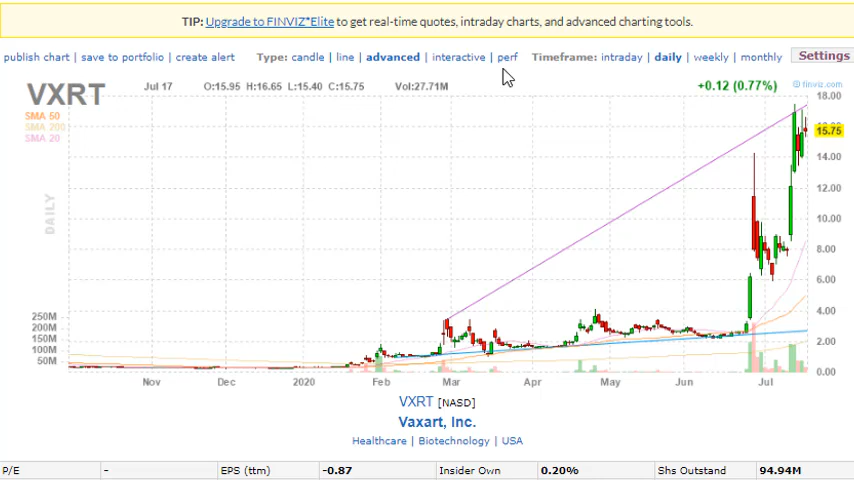 TIP: Upgrade to FINVIZ*Elite to get real-time quotes, intraday charts, and advanced charting tools.
publish chart | save to portfolio | create alert Type: candle | line | advanced | interactive | perf Timeframe: intraday | daily | weekly | monthly Settings
VXRT Jul 17 O:15.95 H:16.65 L:15.40 C:15.75 Vol:27.71M +0.12 (0.77%) © finviz.com
SMA 50
SMA 200
SMA 20
DAILY
18.00
16.00
15.75
14.00
12.00
10.00
8.00
6.00
4.00
2.00
0.00
250M
200M
150M
100M
50M
Nov Dec 2020 Feb Mar Apr May Jun Jul
VXRT [NASD]
Vaxart, Inc.
Healthcare | Biotechnology | USA
P/E - EPS (ttm) -0.87 Insider Own 0.20% Shs Outstand 94.94M